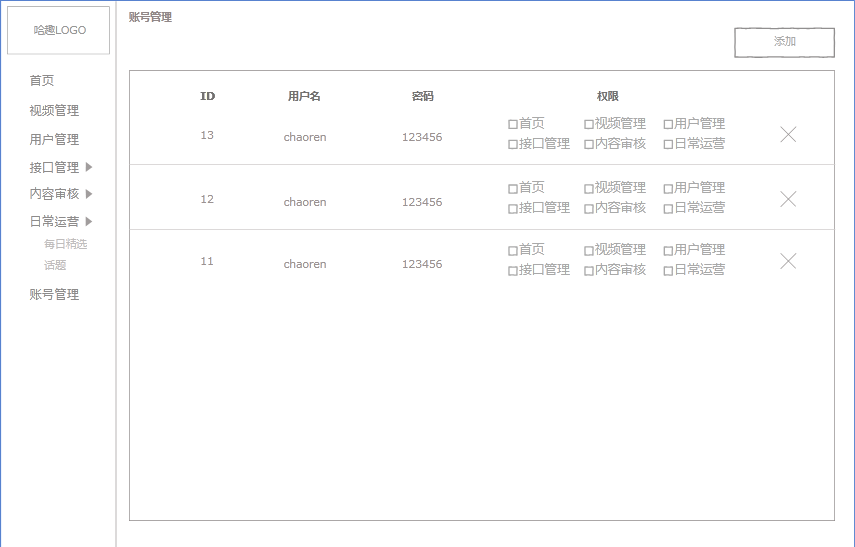 哈趣LOGO
首页
视频管理
用户管理
接口管理
内容审核
日常运营
每日精选
话题
账号管理
账号管理
添加
ID 用户名 密码 权限
13 chaoren 123456 首页 视频管理 用户管理
接口管理 内容审核 日常运营
12 chaoren 123456 首页 视频管理 用户管理
接口管理 内容审核 日常运营
11 chaoren 123456 首页 视频管理 用户管理
接口管理 内容审核 日常运营